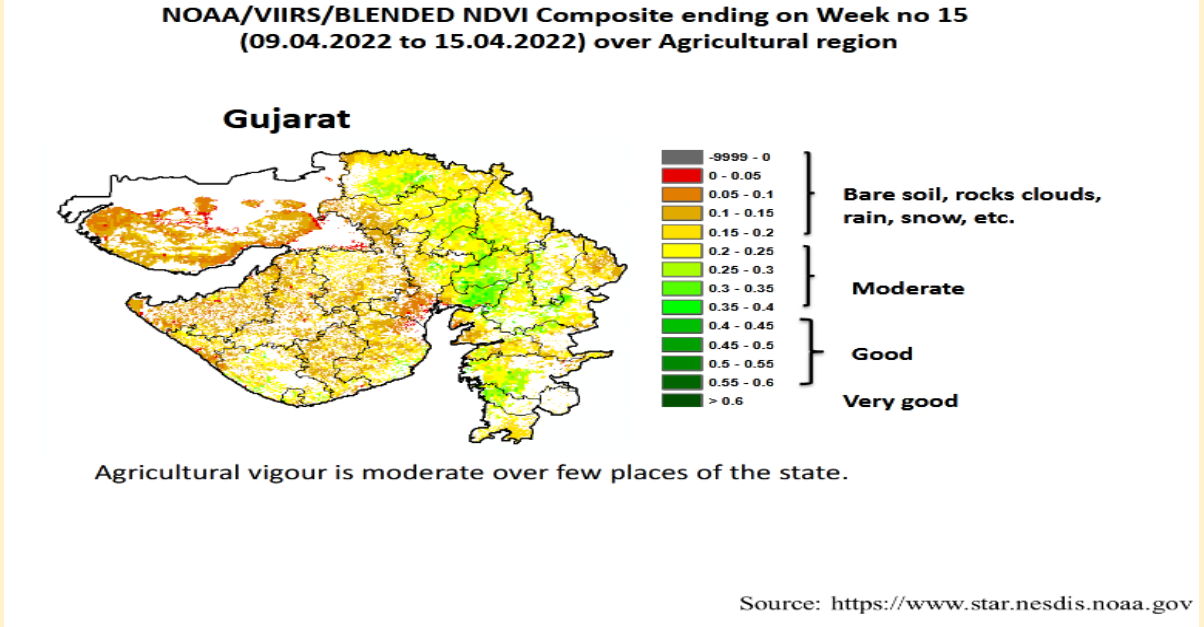 NOAA/VIIRS/BLENDED NDVI Composite ending on Week no 15
(09.04.2022 to 15.04.2022) over Agricultural region
Gujarat
-9999 - 0
0 - 0.05
0.05 - 0.1
0.1 - 0.15
0.15 - 0.2
0.2 - 0.25
0.25 - 0.3
0.3 - 0.35
0.35 - 0.4
0.4 - 0.45
0.45 - 0.5
0.5 - 0.55
0.55 - 0.6
> 0.6
Bare soil, rocks clouds,
rain, snow, etc.
Moderate
Good
Very good
Agricultural vigour is moderate over few places of the state.
Source: https://www.star.nesdis.noaa.gov